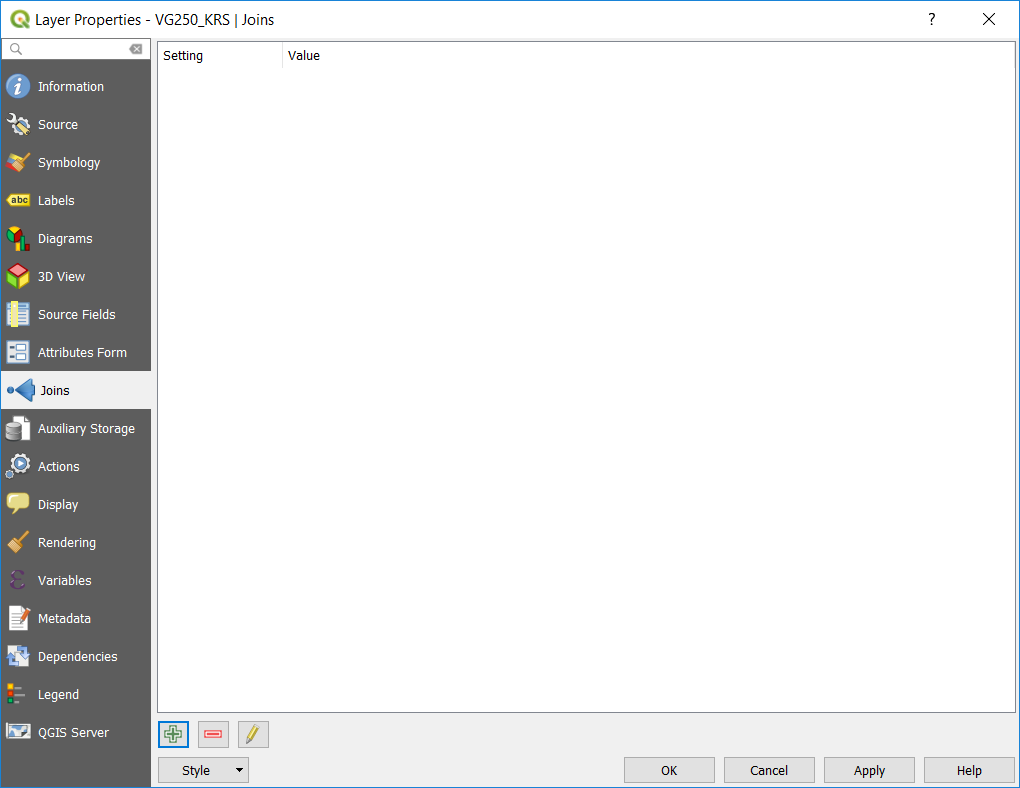 Layer Properties - VG250_KRS | Joins
?
Setting Value
Information
Source
Symbology
abc Labels
Diagrams
3D View
Source Fields
Attributes Form
Joins
Auxiliary Storage
Actions
Display
Rendering
Variables
Metadata
Dependencies
Legend
QGIS Server
Style OK Cancel Apply Help